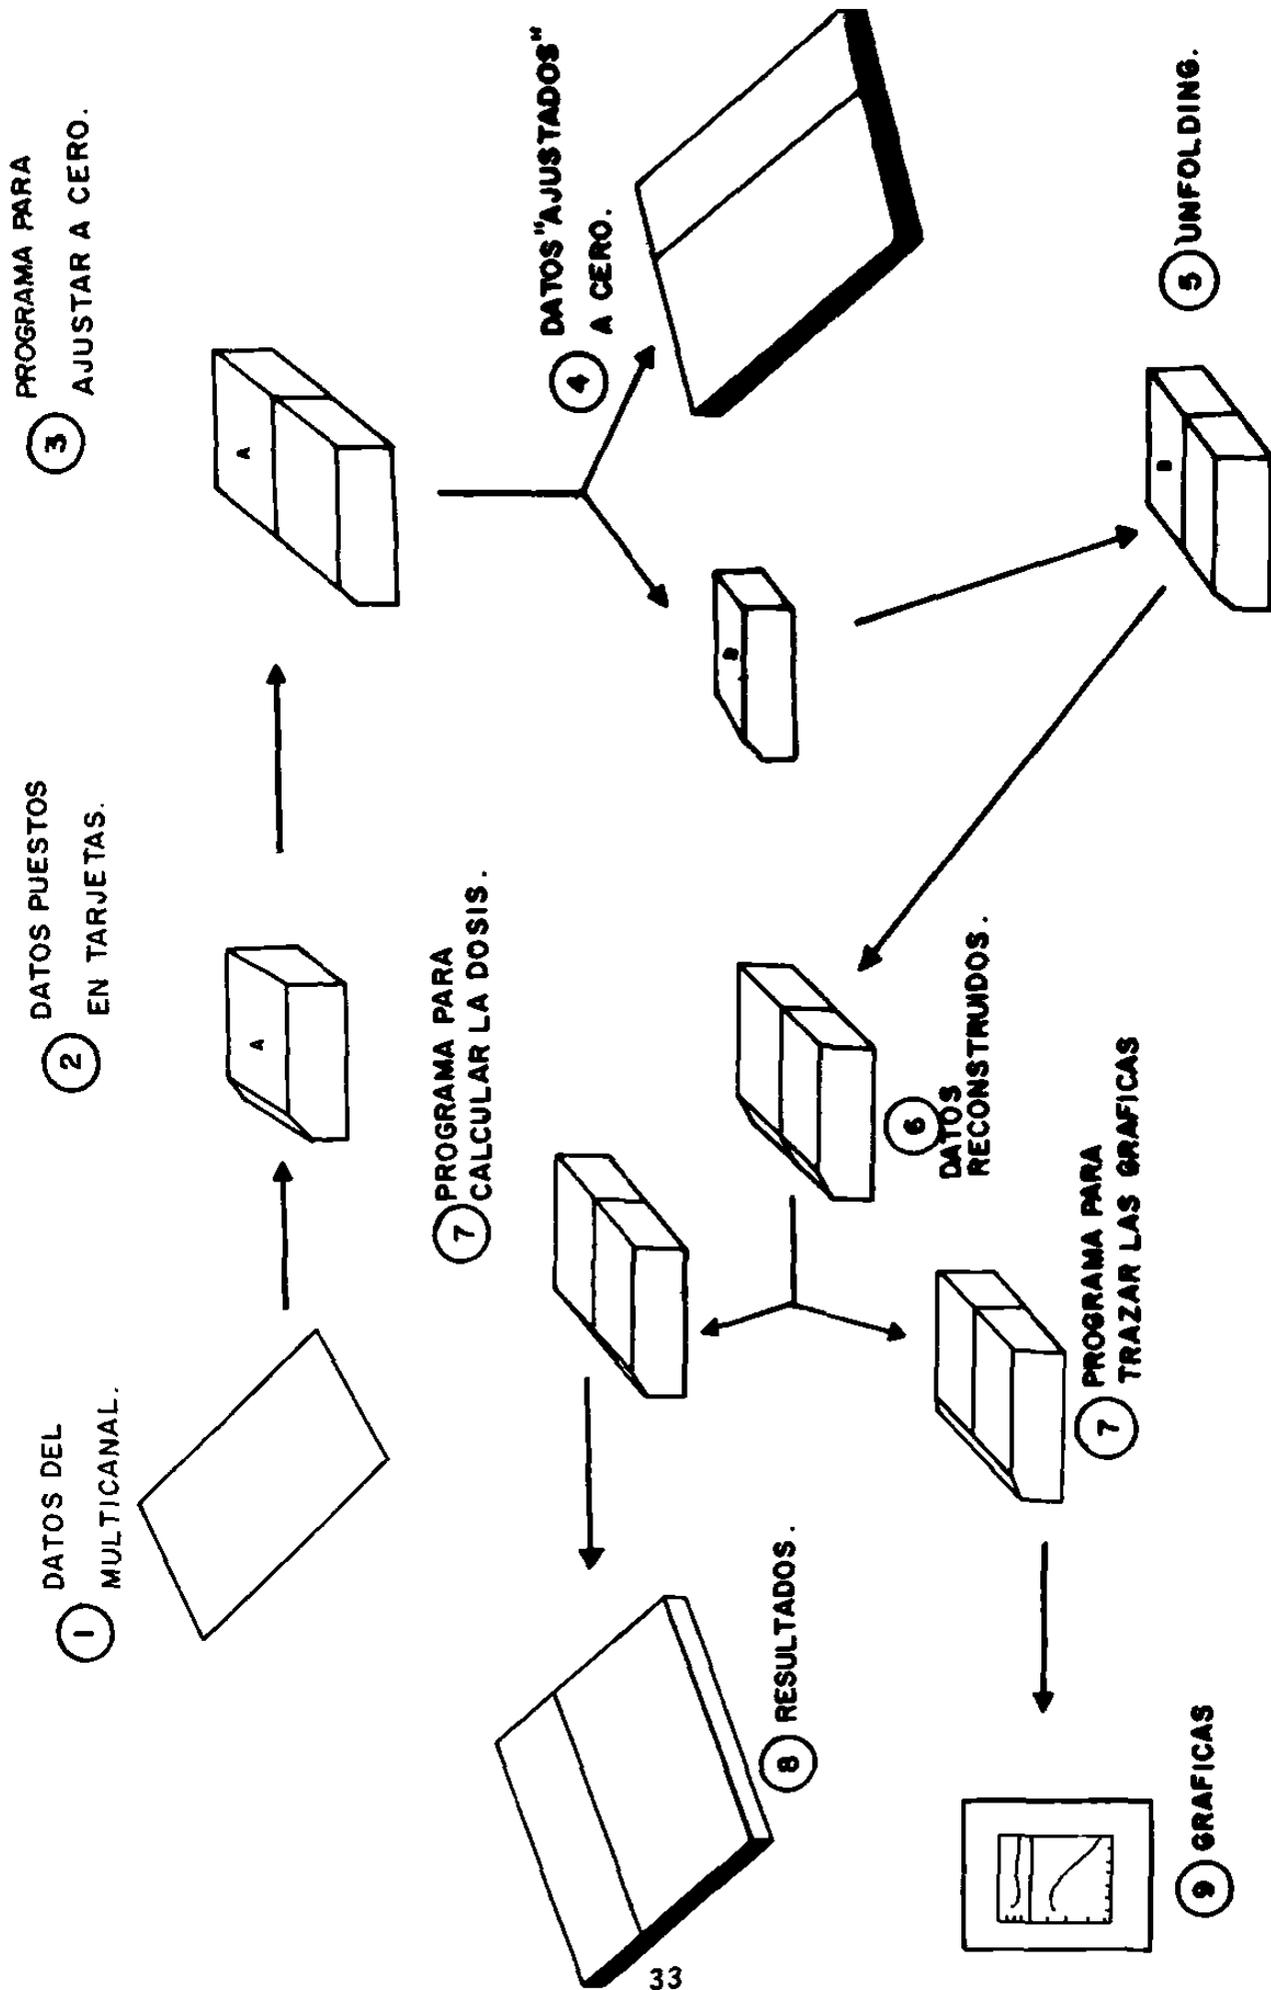 1 DATOS DEL
MULTICANAL.
2 DATOS PUESTOS
EN TARJETAS.
A
3 PROGRAMA PARA
AJUSTAR A CERO.
A
4 DATOS "AJUSTADOS"
A CERO.
B
5 UNFOLDING.
B
6
DATOS
RECONSTRUIDOS.
7 PROGRAMA PARA
CALCULAR LA DOSIS.
7 PROGRAMA PARA
TRAZAR LAS GRAFICAS
8 RESULTADOS.
9 GRAFICAS
33